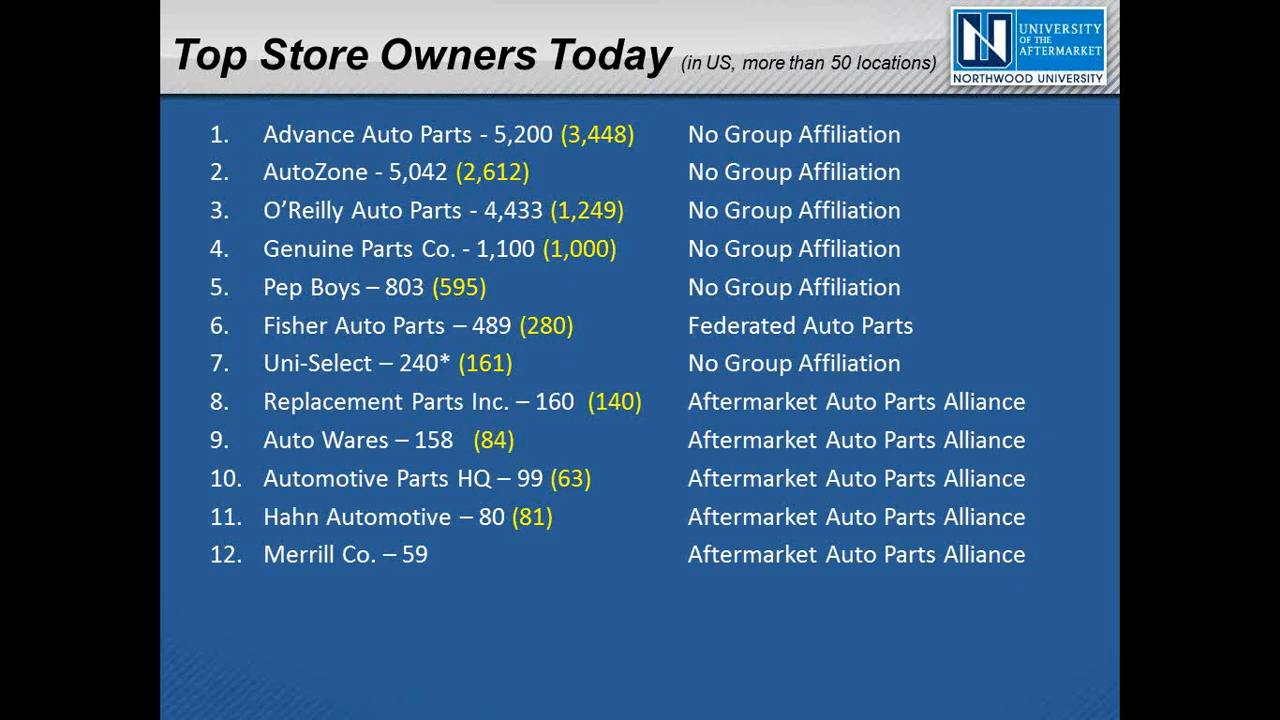 Top Store Owners Today (in US, more than 50 locations)
N UNIVERSITY
OF THE
AFTERMARKET
NORTHWOOD UNIVERSITY
1. Advance Auto Parts - 5,200 (3,448) No Group Affiliation
2. AutoZone - 5,042 (2,612) No Group Affiliation
3. O’Reilly Auto Parts - 4,433 (1,249) No Group Affiliation
4. Genuine Parts Co. - 1,100 (1,000) No Group Affiliation
5. Pep Boys – 803 (595) No Group Affiliation
6. Fisher Auto Parts – 489 (280) Federated Auto Parts
7. Uni-Select – 240* (161) No Group Affiliation
8. Replacement Parts Inc. – 160 (140) Aftermarket Auto Parts Alliance
9. Auto Wares – 158 (84) Aftermarket Auto Parts Alliance
10. Automotive Parts HQ – 99 (63) Aftermarket Auto Parts Alliance
11. Hahn Automotive – 80 (81) Aftermarket Auto Parts Alliance
12. Merrill Co. – 59 Aftermarket Auto Parts Alliance